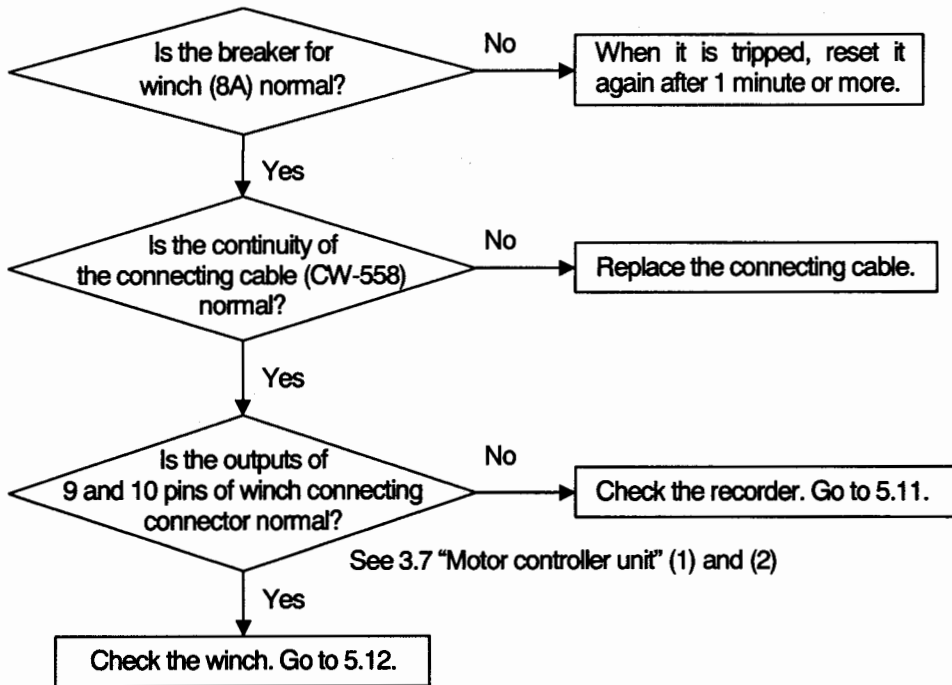 Is the breaker for
winch (8A) normal?
No
When it is tripped, reset it
again after 1 minute or more.
Yes
Is the continuity of
the connecting cable (CW-558)
normal?
No
Replace the connecting cable.
Yes
Is the outputs of
9 and 10 pins of winch connecting
connector normal?
No
Check the recorder. Go to 5.11.
See 3.7 “Motor controller unit” (1) and (2)
Yes
Check the winch. Go to 5.12.